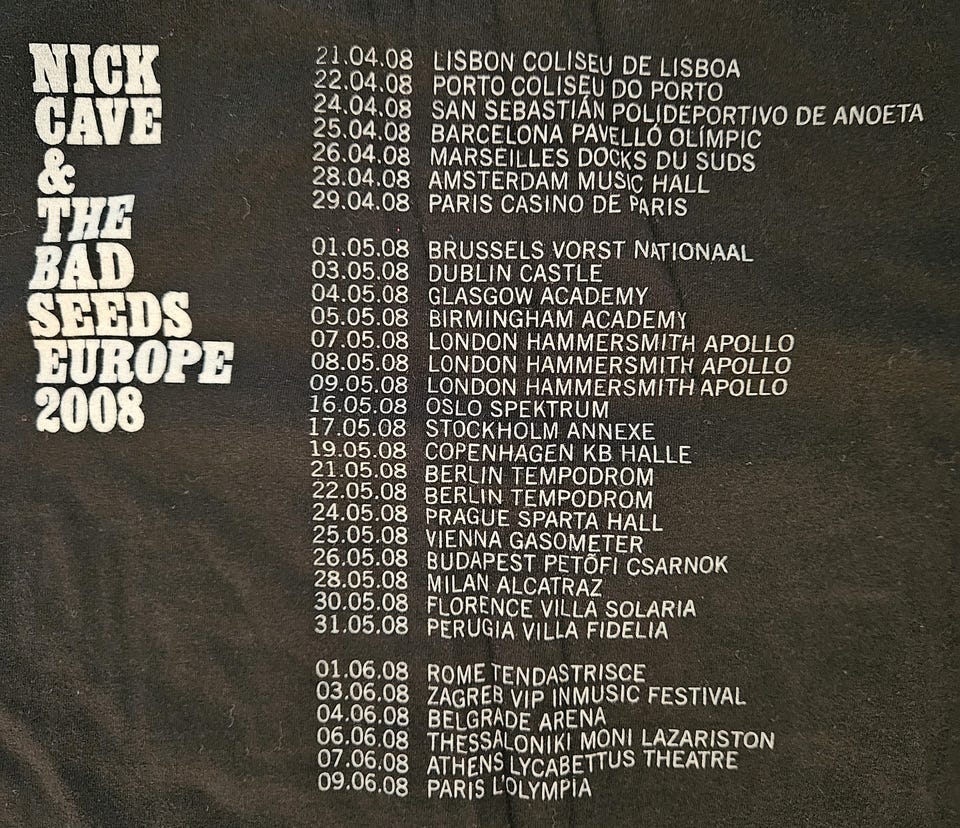 NICK
CAVE
&
THE
BAD
SEEDS
EUROPE
2008
21.04.08 LISBON COLISEU DE LISBOA
22.04.08 PORTO COLISEU DO PORTO
24.04.08 SAN SEBASTIÁN POLIDEPORTIVO DE ANOETA
25.04.08 BARCELONA PAVELLÓ OLÍMPIC
26.04.08 MARSEILLES DOCKS DU SUDS
28.04.08 AMSTERDAM MUSIC HALL
29.04.08 PARIS CASINO DE PARIS
01.05.08 BRUSSELS VORST NATIONAAL
03.05.08 DUBLIN CASTLE
04.05.08 GLASGOW ACADEMY
05.05.08 BIRMINGHAM ACADEMY
07.05.08 LONDON HAMMERSMITH APOLLO
08.05.08 LONDON HAMMERSMITH APOLLO
09.05.08 LONDON HAMMERSMITH APOLLO
16.05.08 OSLO SPEKTRUM
17.05.08 STOCKHOLM ANNEXE
19.05.08 COPENHAGEN KB HALLE
21.05.08 BERLIN TEMPODROM
22.05.08 BERLIN TEMPODROM
24.05.08 PRAGUE SPARTA HALL
25.05.08 VIENNA GASOMETER
26.05.08 BUDAPEST PETÕFI CSARNOK
28.05.08 MILAN ALCATRAZ
30.05.08 FLORENCE VILLA SOLARIA
31.05.08 PERUGIA VILLA FIDELIA
01.06.08 ROME TENDASTRISCE
03.06.08 ZAGREB VIP INMUSIC FESTIVAL
04.06.08 BELGRADE ARENA
06.06.08 THESSALONIKI MONI LAZARISTON
07.06.08 ATHENS LYCABETTUS THEATRE
09.06.08 PARIS L'OLYMPIA